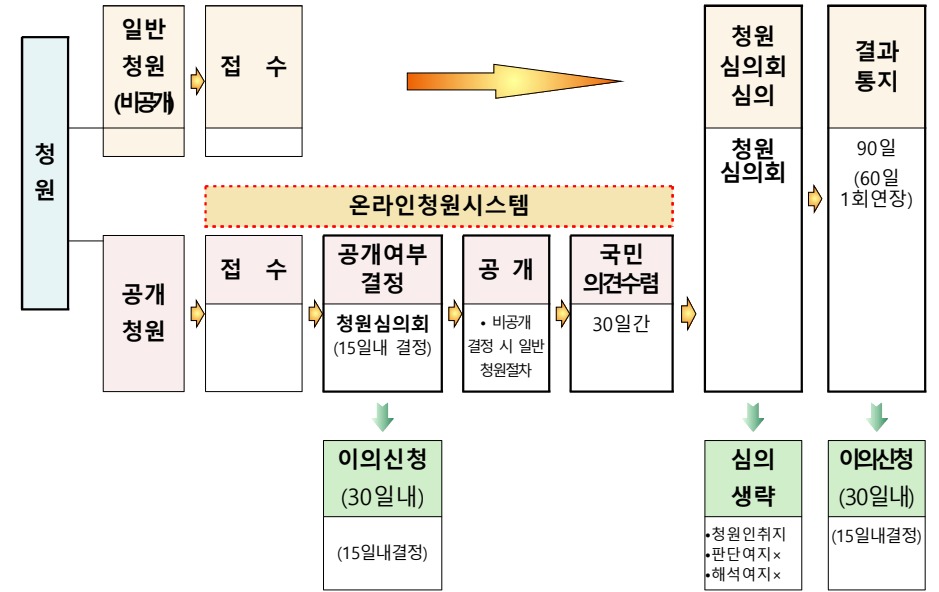 청
원
일반
청원
(비공개)
접 수
청원
심의회
심의
결과
통지
청원
심의회
90일
(60일
1회연장)
온라인청원시스템
공개
청원
접 수
공개여부
결정
청원심의회
(15일내 결정)
공 개
• 비공개
결정 시 일반
청원절차
국민
의견수렴
30일간
이의신청
(30일내)
(15일내결정)
심의
생략
•청원인취지
•판단여지×
•해석여지×
이의신청
(30일내)
(15일내결정)